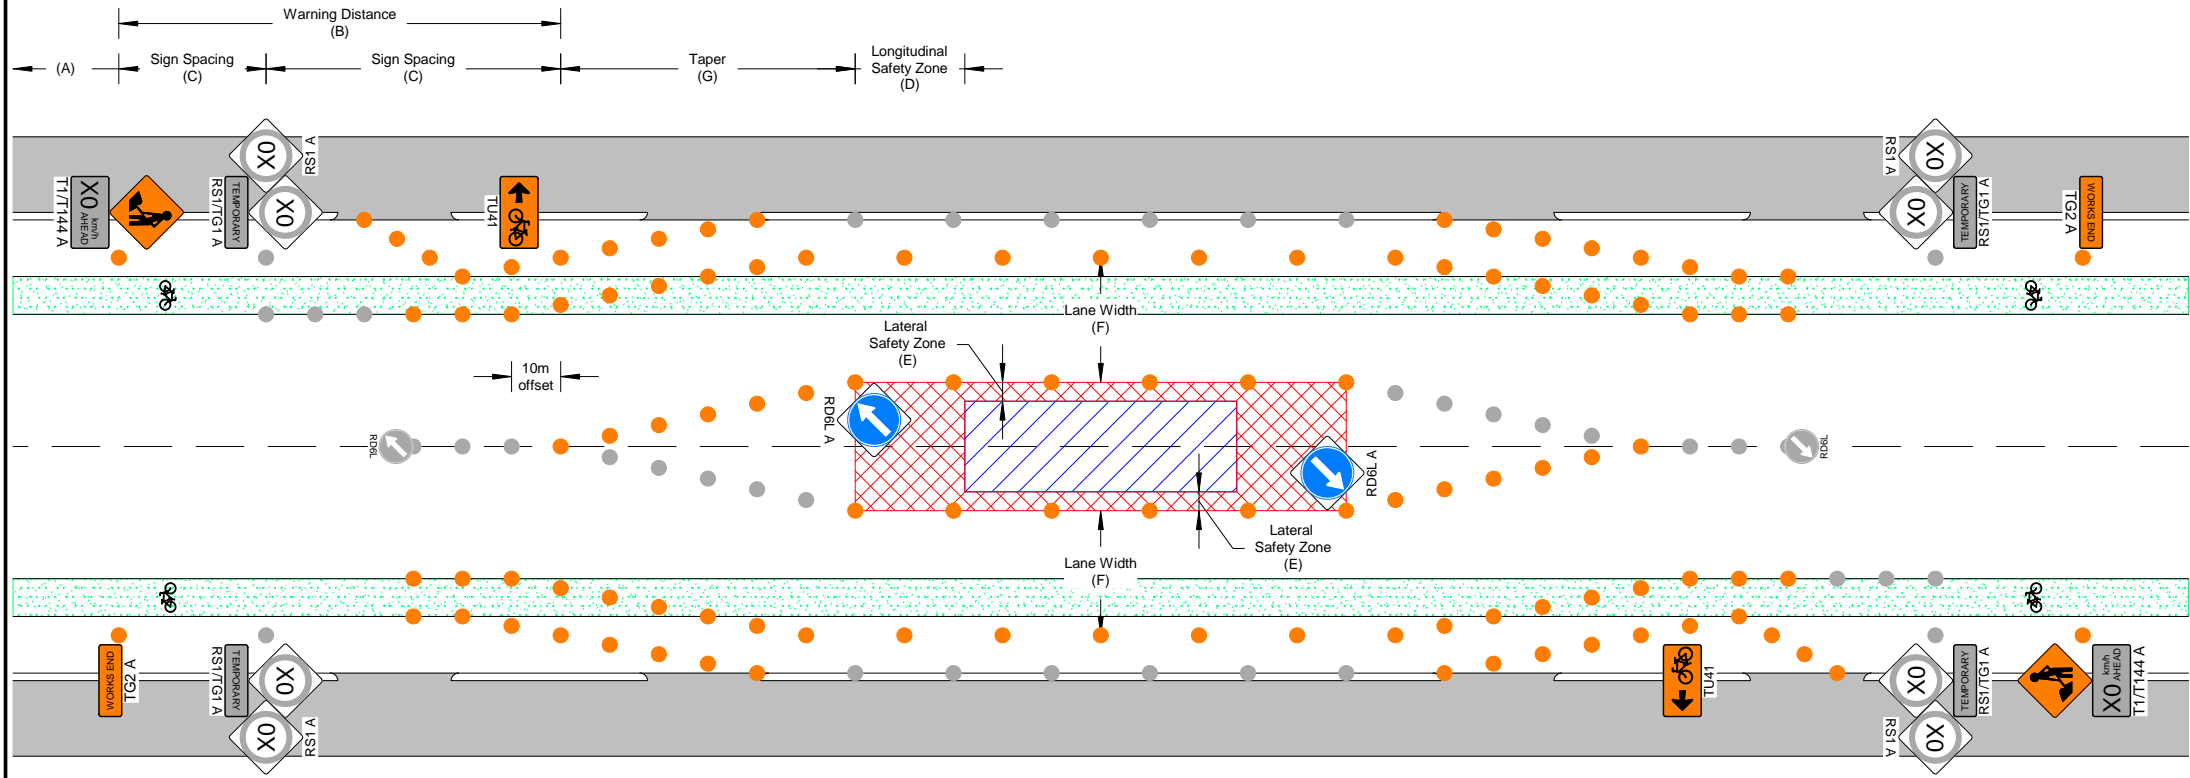 Warning Distance
(B)
(A)
Sign Spacing
(C)
Sign Spacing
(C)
Taper
(G)
Longitudinal
Safety Zone
(D)
X0
RS1 A
X0
km/h
AHEAD
T1/T144 A
TEMPORARY
X0
RS1/TG1 A
TU41
X0
RS1 A
X0
TEMPORARY
RS1/TG1 A
WORKS END
TG2 A
Lane Width
(F)
Lateral
Safety Zone
(E)
10m
offset
RD6L
RD6L A
RD6L A
RD6L
Lateral
Safety Zone
(E)
Lane Width
(F)
WORKS END
TG2 A
TEMPORARY
X0
RS1/TG1 A
X0
RS1 A
TU41
X0
TEMPORARY
RS1/TG1 A
X0
RS1 A
X0
km/h
AHEAD
T1/T144 A